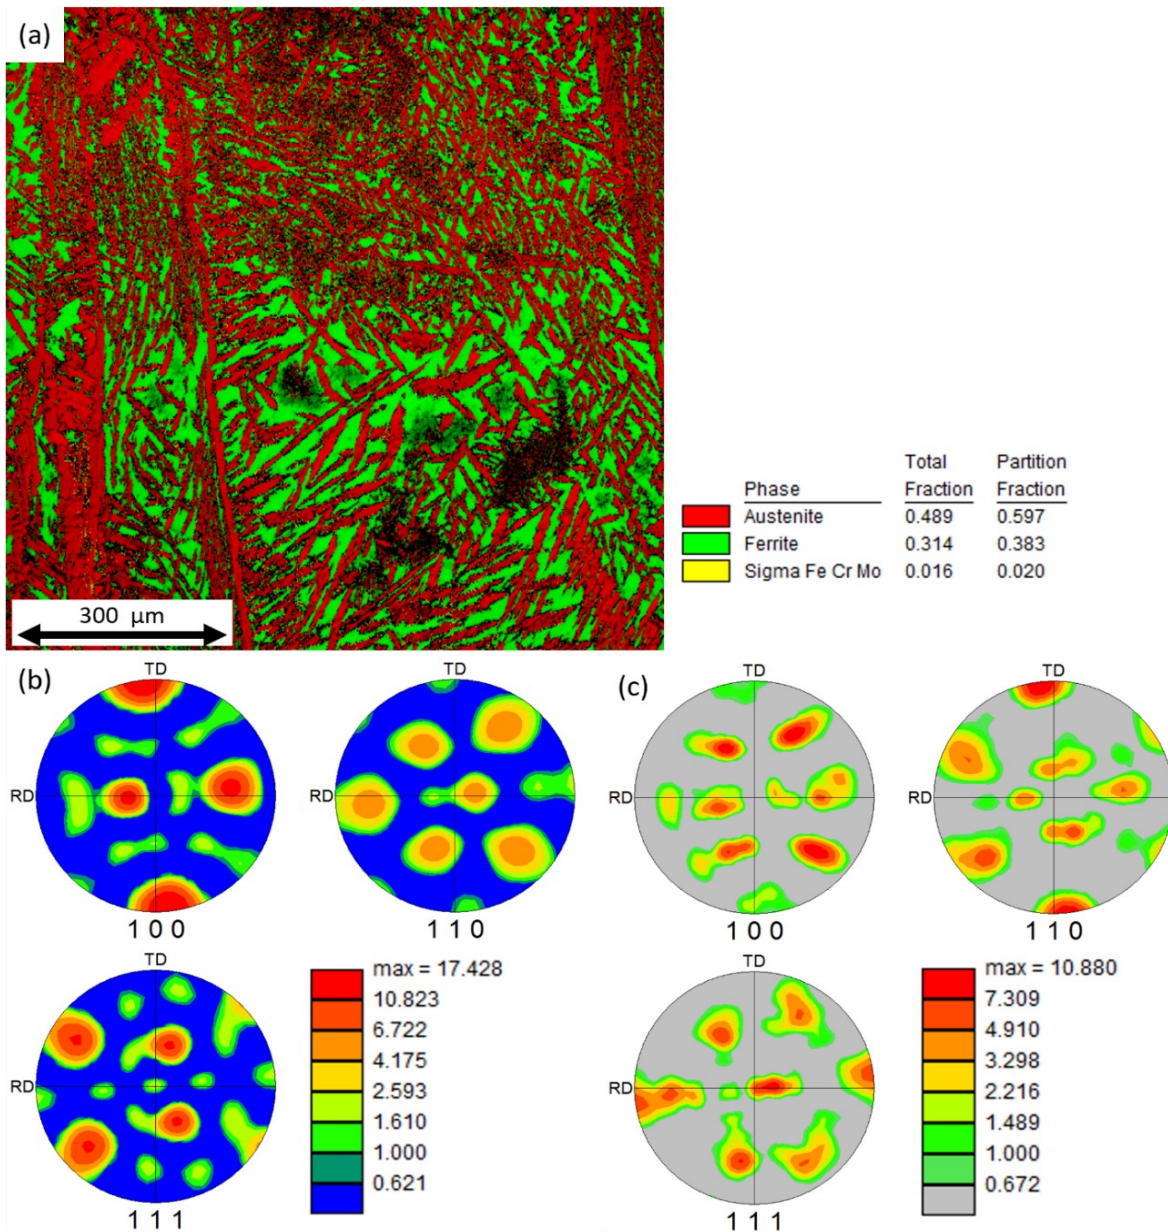 (a)
Total Partition
Phase Fraction Fraction
Austenite 0.489 0.597
Ferrite 0.314 0.383
Sigma Fe Cr Mo 0.016 0.020
300 μm
(b)
TD
RD
1 0 0
TD
RD
1 1 0
TD
RD
1 1 1
max = 17.428
10.823
6.722
4.175
2.593
1.610
1.000
0.621
(c)
TD
RD
1 0 0
TD
RD
1 1 0
TD
RD
1 1 1
max = 10.880
7.309
4.910
3.298
2.216
1.489
1.000
0.672